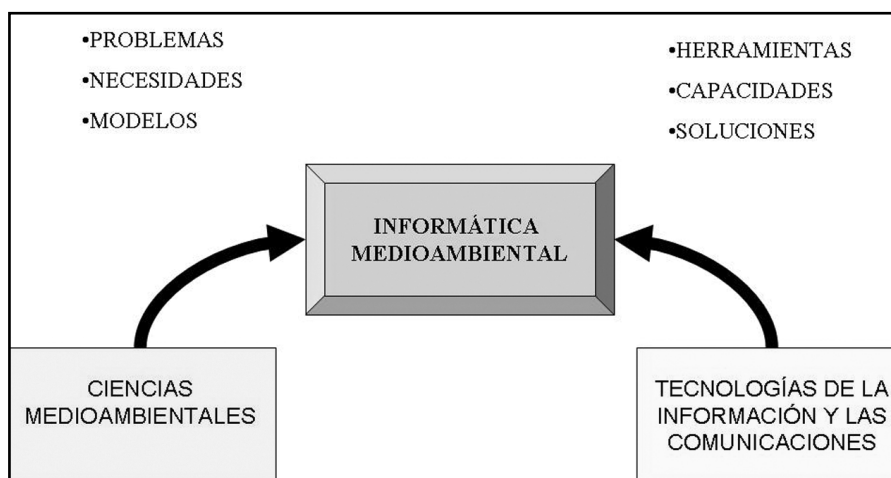 •PROBLEMAS
•NECESIDADES
•MODELOS
•HERRAMIENTAS
•CAPACIDADES
•SOLUCIONES
INFORMÁTICA
MEDIOAMBIENTAL
CIENCIAS
MEDIOAMBIENTALES
TECNOLOGÍAS DE LA
INFORMACIÓN Y LAS
COMUNICACIONES